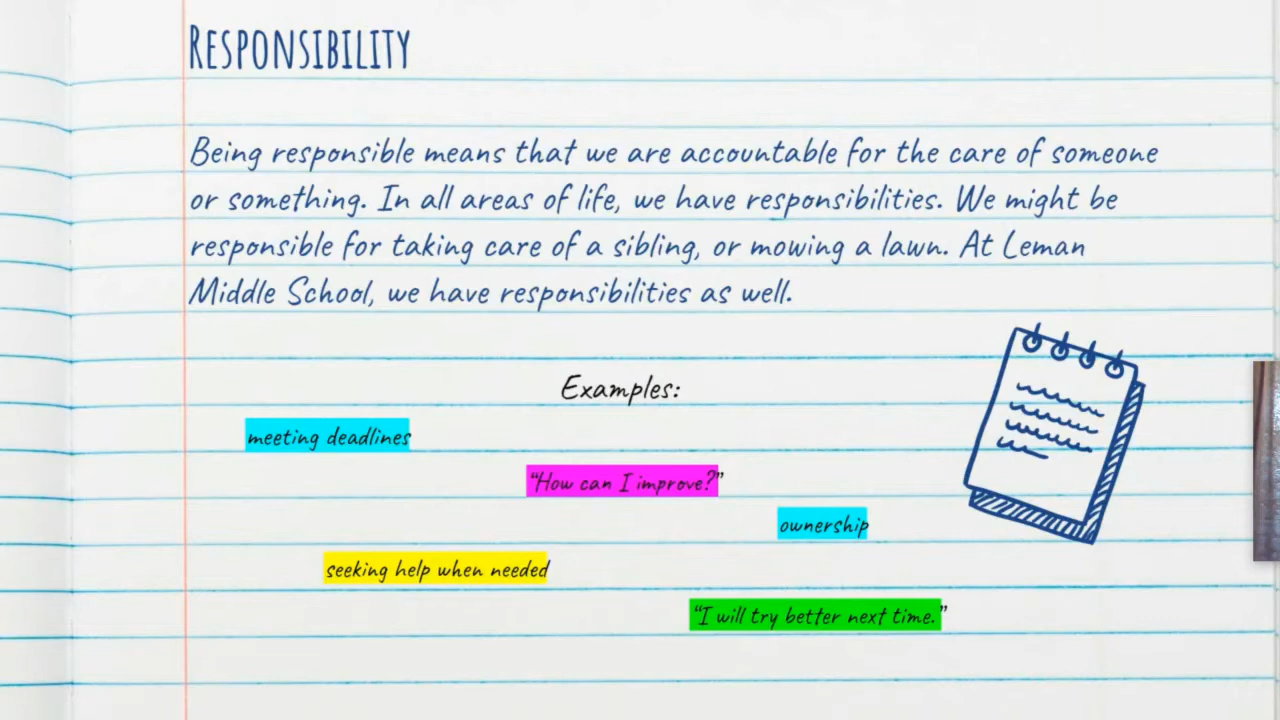 RESPONSIBILITY
Being responsible means that we are accountable for the care of someone
or something. In all areas of life, we have responsibilities. We might be
responsible for taking care of a sibling, or mowing a lawn. At Leman
Middle School, we have responsibilities as well.
Examples:
meeting deadlines
“How can I improve?”
ownership
seeking help when needed
“I will try better next time.”